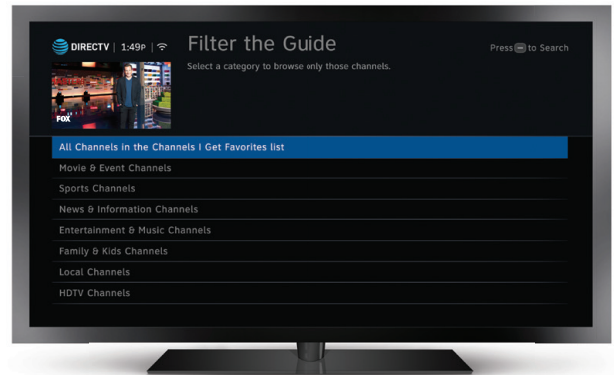 DIRECTV | 1:49P |
Filter the Guide
Press to Search
Select a category to browse only those channels.
FOX
All Channels in the Channels I Get Favorites list
Movie & Event Channels
Sports Channels
News & Information Channels
Entertainment & Music Channels
Family & Kids Channels
Local Channels
HDTV Channels